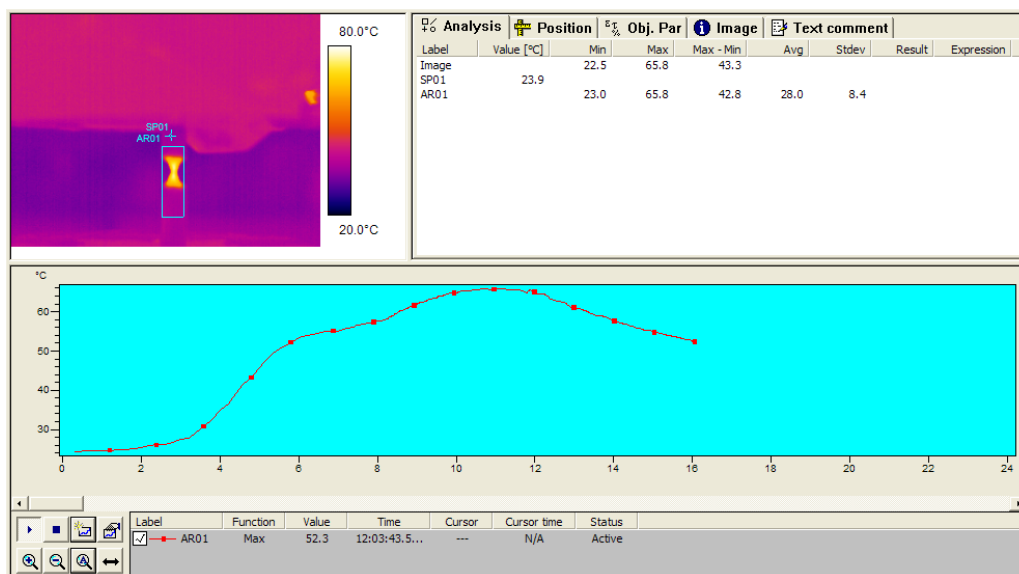 80.0°C
SP01
AR01
20.0°C
Analysis Position Obj. Par Image Text comment
Label Value [°C] Min Max Max - Min Avg Stdev Result Expression
Image 22.5 65.8 43.3
SP01 23.9
AR01 23.0 65.8 42.8 28.0 8.4
°C
60
50
40
30
0 2 4 6 8 10 12 14 16 18 20 22 24
Label Function Value Time Cursor Cursor time Status
AR01 Max 52.3 12:03:43.5... --- N/A Active